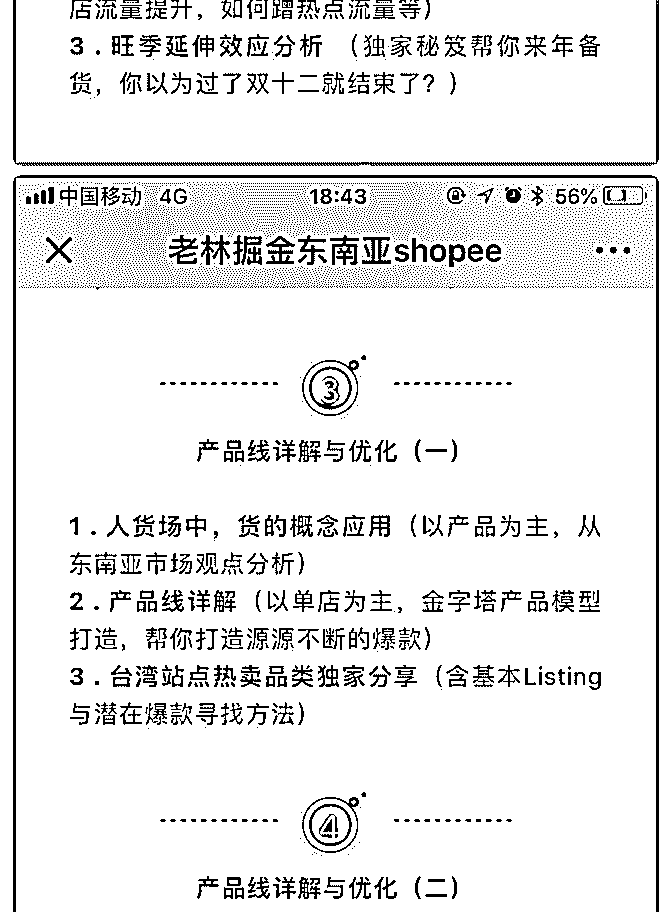 店流量提升，如何蹭热点流量等）
3．旺季延伸效应分析 （独家秘笈帮你来年备
货，你以为过了双十二就结束了？）
中国移动 4G 18:43 56%
老林掘金东南亚shopee
3
产品线详解与优化（一）
1．人货场中，货的概念应用（以产品为主，从
东南亚市场观点分析）
2．产品线详解（以单店为主，金字塔产品模型
打造，帮你打造源源不断的爆款）
3．台湾站点热卖品类独家分享（含基本Listing
与潜在爆款寻找方法）
4
产品线详解与优化（二）